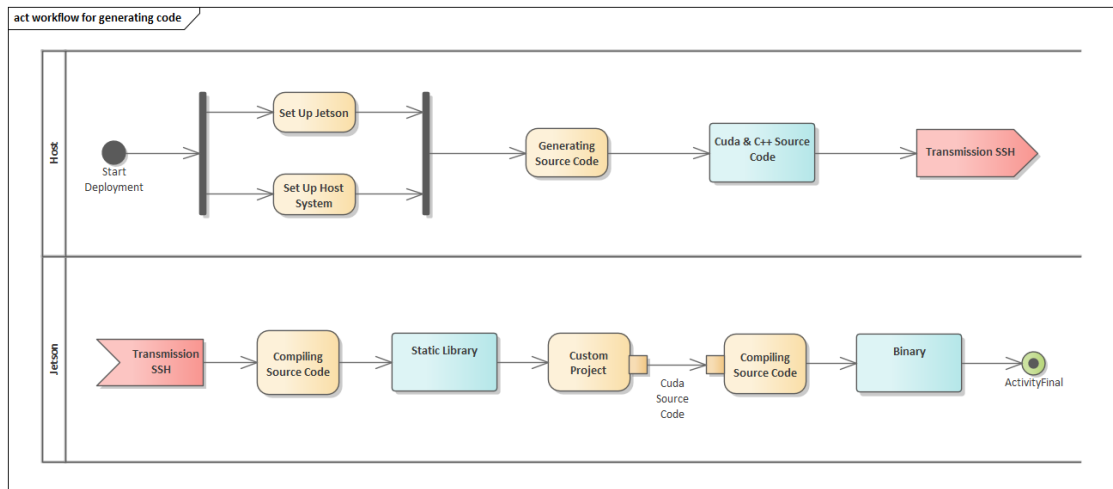 act workflow for generating code
Host
Start
Deployment
Set Up Jetson
Set Up Host
System
Generating
Source Code
Cuda & C++ Source
Code
Transmission SSH
Jetson
Transmission
SSH
Compiling
Source Code
Static Library
Custom
Project
Cuda
Source
Code
Compiling
Source Code
Binary
ActivityFinal